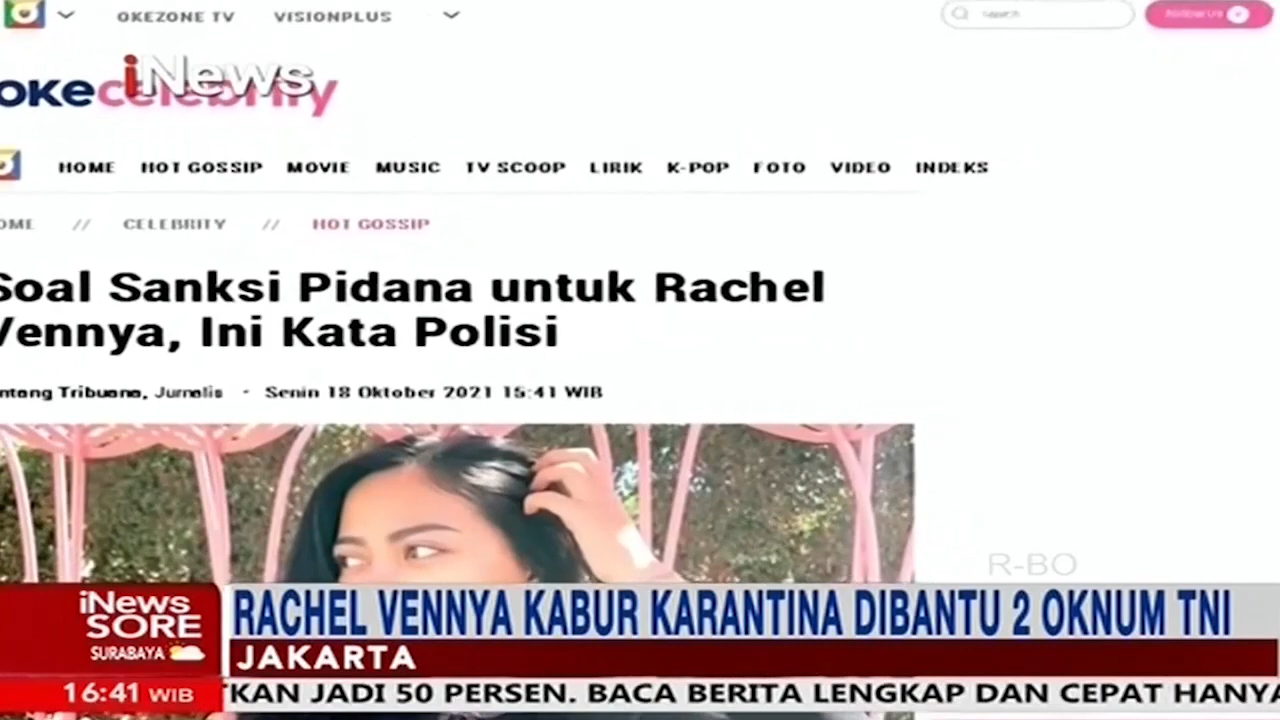 OKEZONE TV VISIONPLUS
iNews
okecelebrity
HOME HOT GOSSIP MOVIE MUSIC TV SCOOP LIRIK K-POP FOTO VIDEO INDEKS
OME // CELEBRITY // HOT GOSSIP
Soal Sanksi Pidana untuk Rachel
Vennya, Ini Kata Polisi
ntang Tribuana, Jurnalis - Senin 18 Oktober 2021 15:41 WIB
R-BO
iNews
SORE
SURABAYA
RACHEL VENNYA KABUR KARANTINA DIBANTU 2 OKNUM TNI
JAKARTA
16:41 WIB
TKAN JADI 50 PERSEN. BACA BERITA LENGKAP DAN CEPAT HANYA